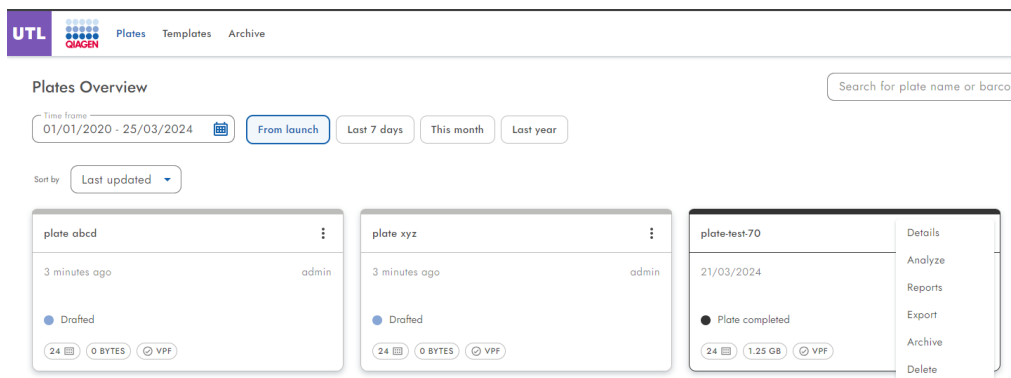 UTL QIAGEN Plates Templates Archive
Plates Overview
Search for plate name or barco
Time frame
01/01/2020 - 25/03/2024 From launch Last 7 days This month Last year
Sort by Last updated
plate abcd
3 minutes ago admin
Drafted
24 0 BYTES VPF
plate xyz
3 minutes ago admin
Drafted
24 0 BYTES VPF
plate-test-70
21/03/2024
Plate completed
24 1.25 GB VPF
Details
Analyze
Reports
Export
Archive
Delete